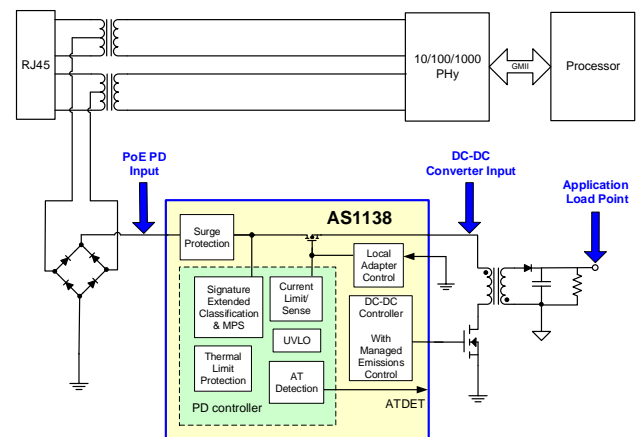 RJ45
10/100/1000
PHy
GMII
Processor
PoE PD
Input
DC-DC
Converter Input
Application
Load Point
AS1138
Surge
Protection
Local
Adapter
Control
Signature
Extended
Classification
& MPS
Current
Limit/
Sense
DC-DC
Controller
With
Managed
Emissions
Control
UVLO
Thermal
Limit
Protection
AT
Detection
PD controller
ATDET